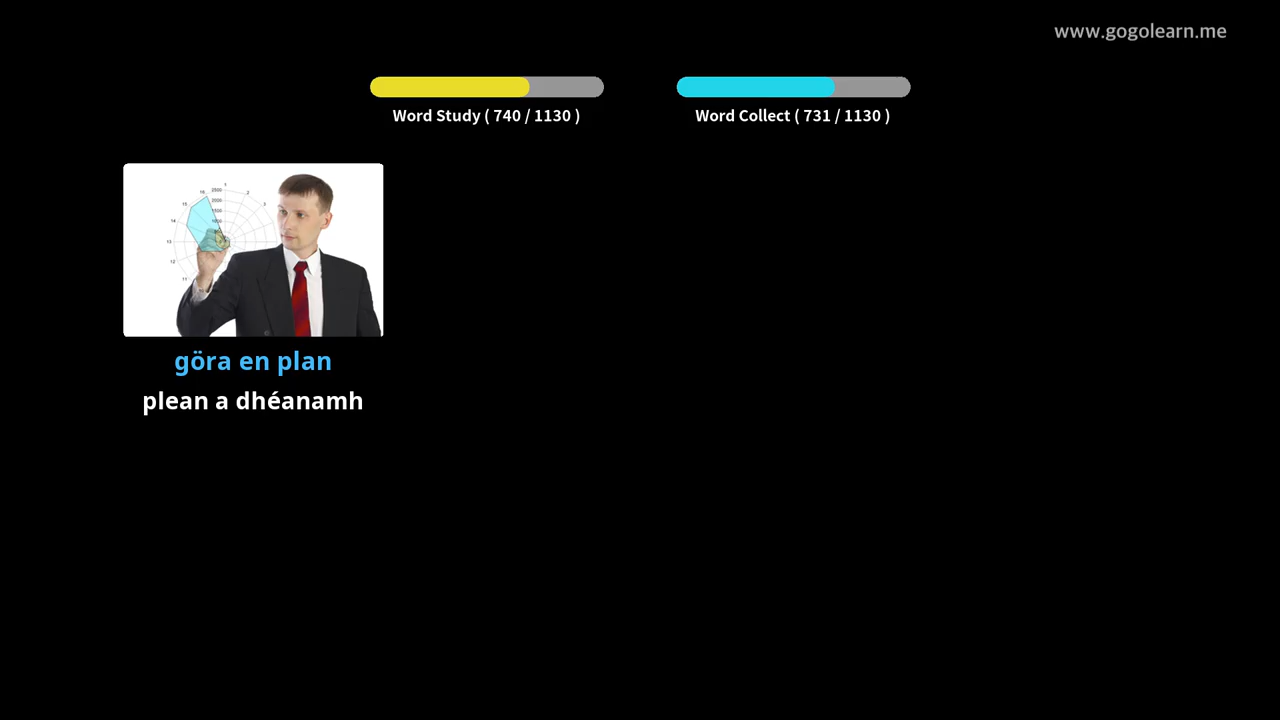 www.gogolearn.me
Word Study ( 740 / 1130 )
Word Collect ( 731 / 1130 )
göra en plan
plean a dhéanamh